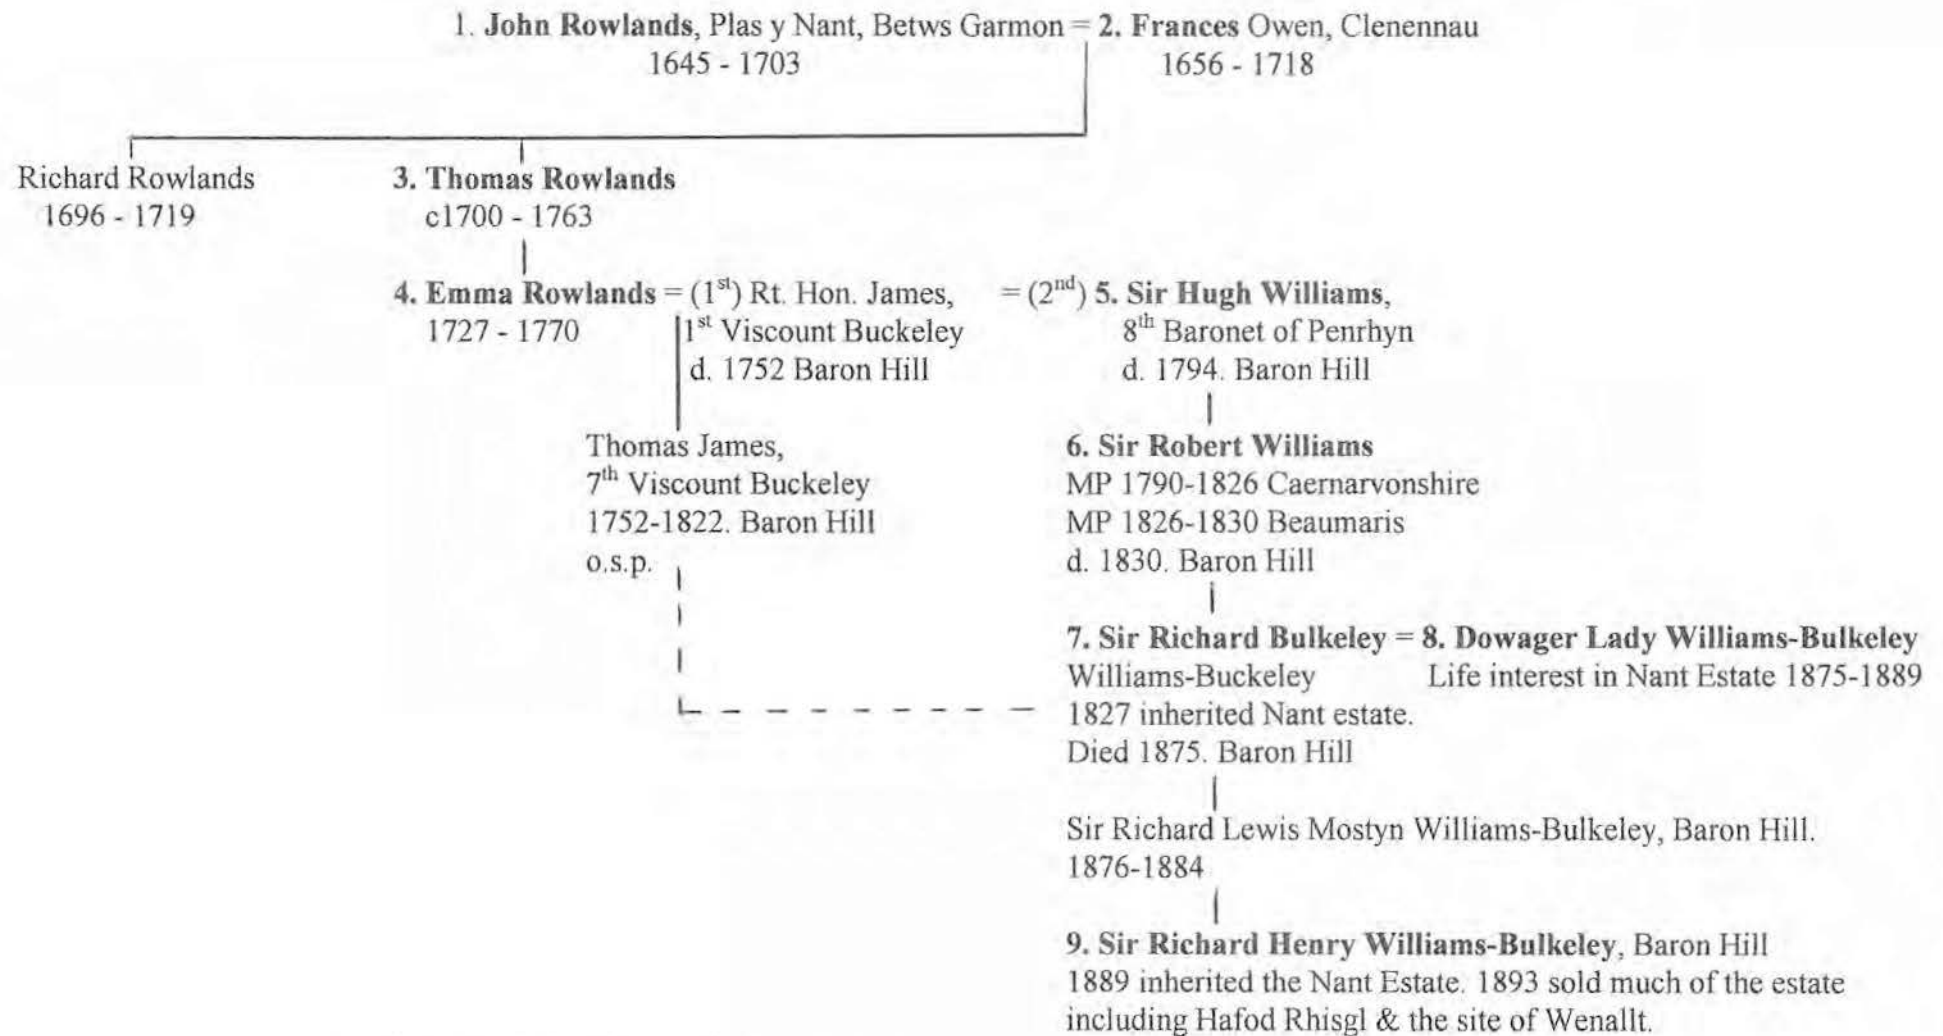 1. John Rowlands, Plas y Nant, Betws Garmon = 2. Frances Owen, Clenennau
1645 - 1703
1656 - 1718
Richard Rowlands
1696 - 1719
3. Thomas Rowlands
c1700 - 1763
4. Emma Rowlands = (1st) Rt. Hon. James,
1727 - 1770
1st Viscount Buckeley
d. 1752 Baron Hill
= (2nd) 5. Sir Hugh Williams,
8th Baronet of Penrhyn
d. 1794. Baron Hill
Thomas James,
7th Viscount Buckeley
1752-1822. Baron Hill
o.s.p.
6. Sir Robert Williams
MP 1790-1826 Caernarvonshire
MP 1826-1830 Beaumaris
d. 1830. Baron Hill
7. Sir Richard Bulkeley = 8. Dowager Lady Williams-Bulkeley
Williams-Buckeley
Life interest in Nant Estate 1875-1889
1827 inherited Nant estate.
Died 1875. Baron Hill
Sir Richard Lewis Mostyn Williams-Bulkeley, Baron Hill.
1876-1884
9. Sir Richard Henry Williams-Bulkeley, Baron Hill
1889 inherited the Nant Estate. 1893 sold much of the estate
including Hafod Rhisgl & the site of Wenallt.